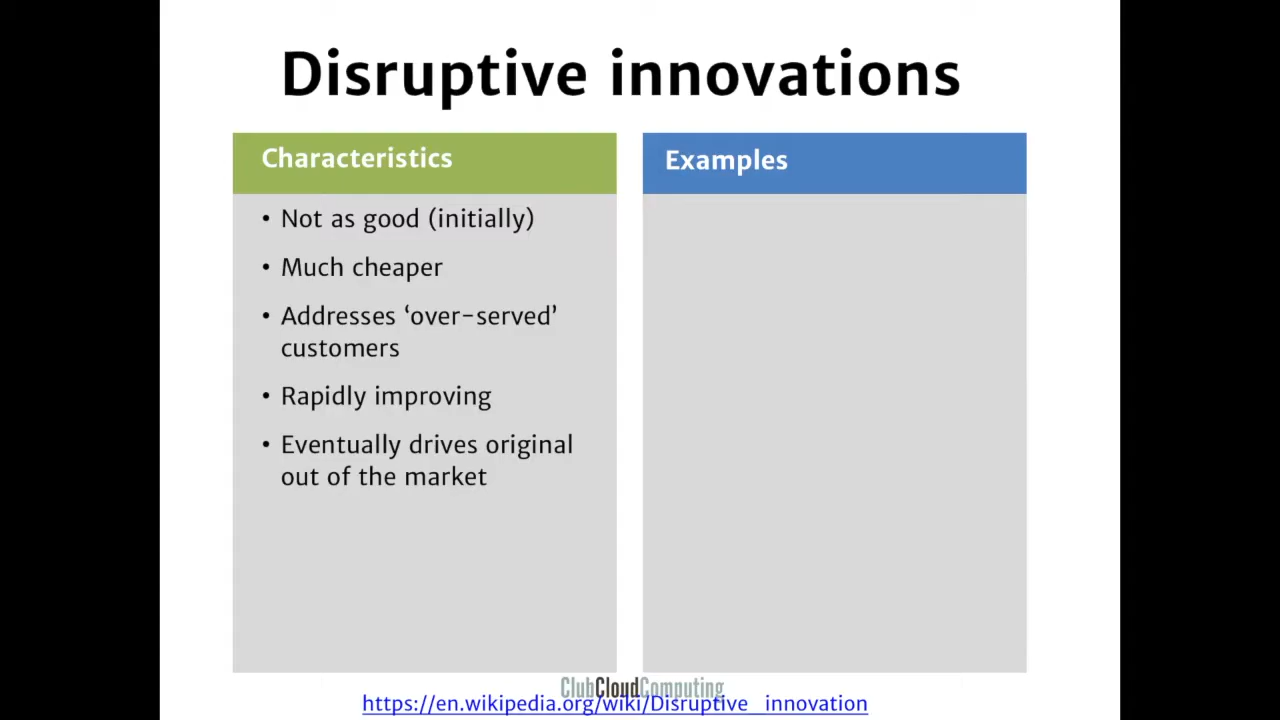 Disruptive innovations
Characteristics
• Not as good (initially)
• Much cheaper
• Addresses ‘over-served’
customers
• Rapidly improving
• Eventually drives original
out of the market
Examples
ClubCloudComputing
https://en.wikipedia.org/wiki/Disruptive_innovation